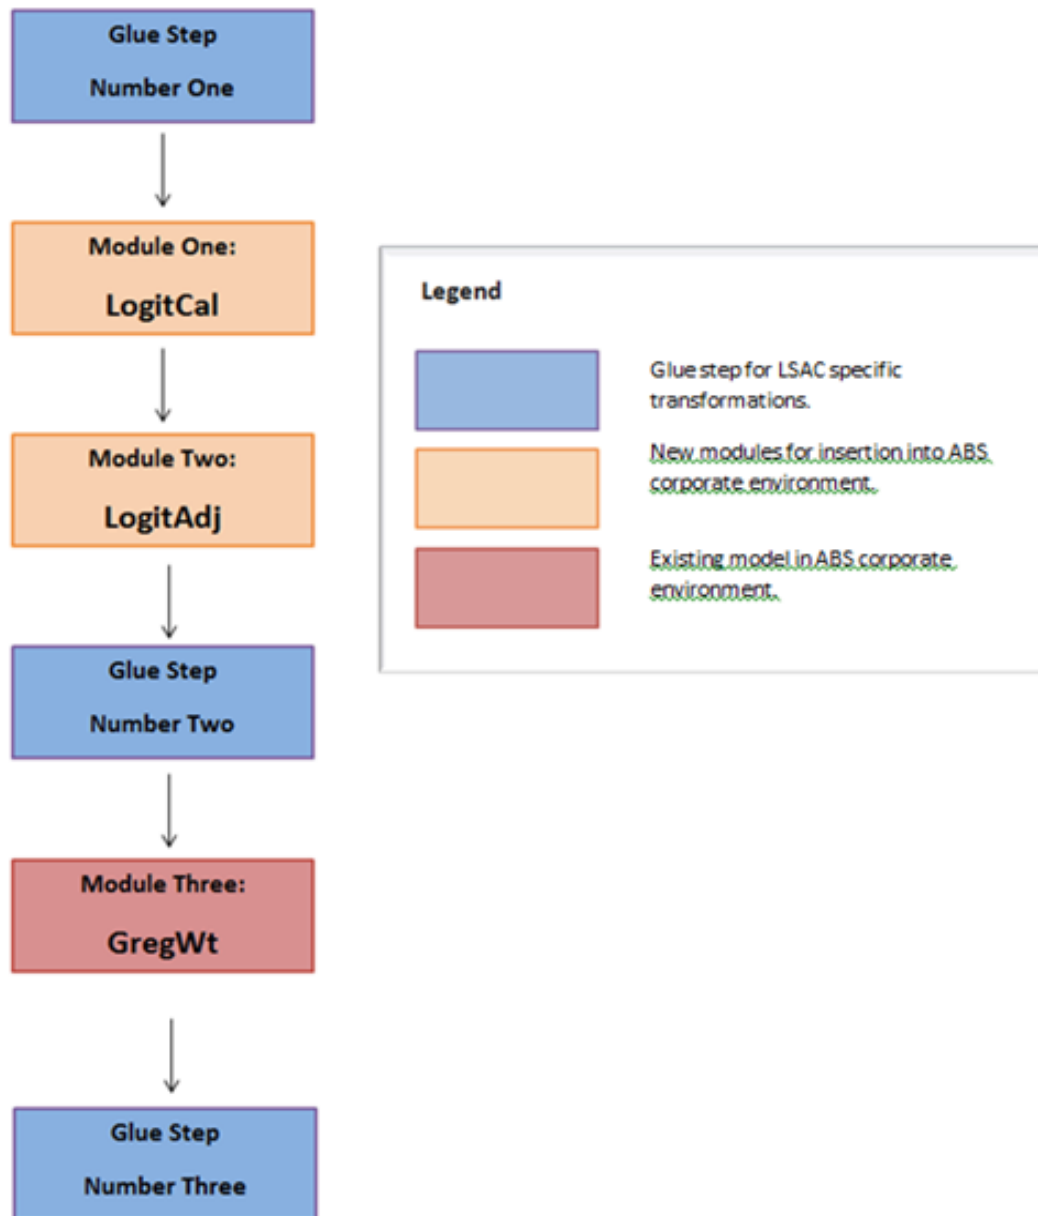 Glue Step
Number One
Module One:
LogitCal
Module Two:
LogitAdj
Glue Step
Number Two
Module Three:
GregWt
Glue Step
Number Three
Legend
Glue step for LSAC specific
transformations.
New modules for insertion into ABS
corporate environment.
Existing model in ABS corporate
environment.